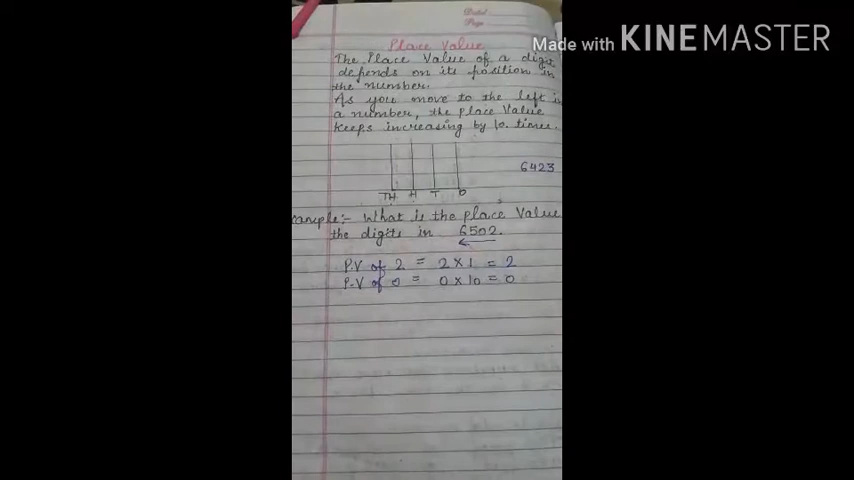 Date
Page
Made with KINEMASTER
Place Value
The Place Value of a digit
depends on its position in
the number.
As you move to the left in
a number, the place Value
keeps increasing by 10 times.
6423
TH H T O
What is the place Value
the digits in 6502.
P.V of 2 = 2 × 1 = 2
P.V of 0 = 0 × 10 = 0